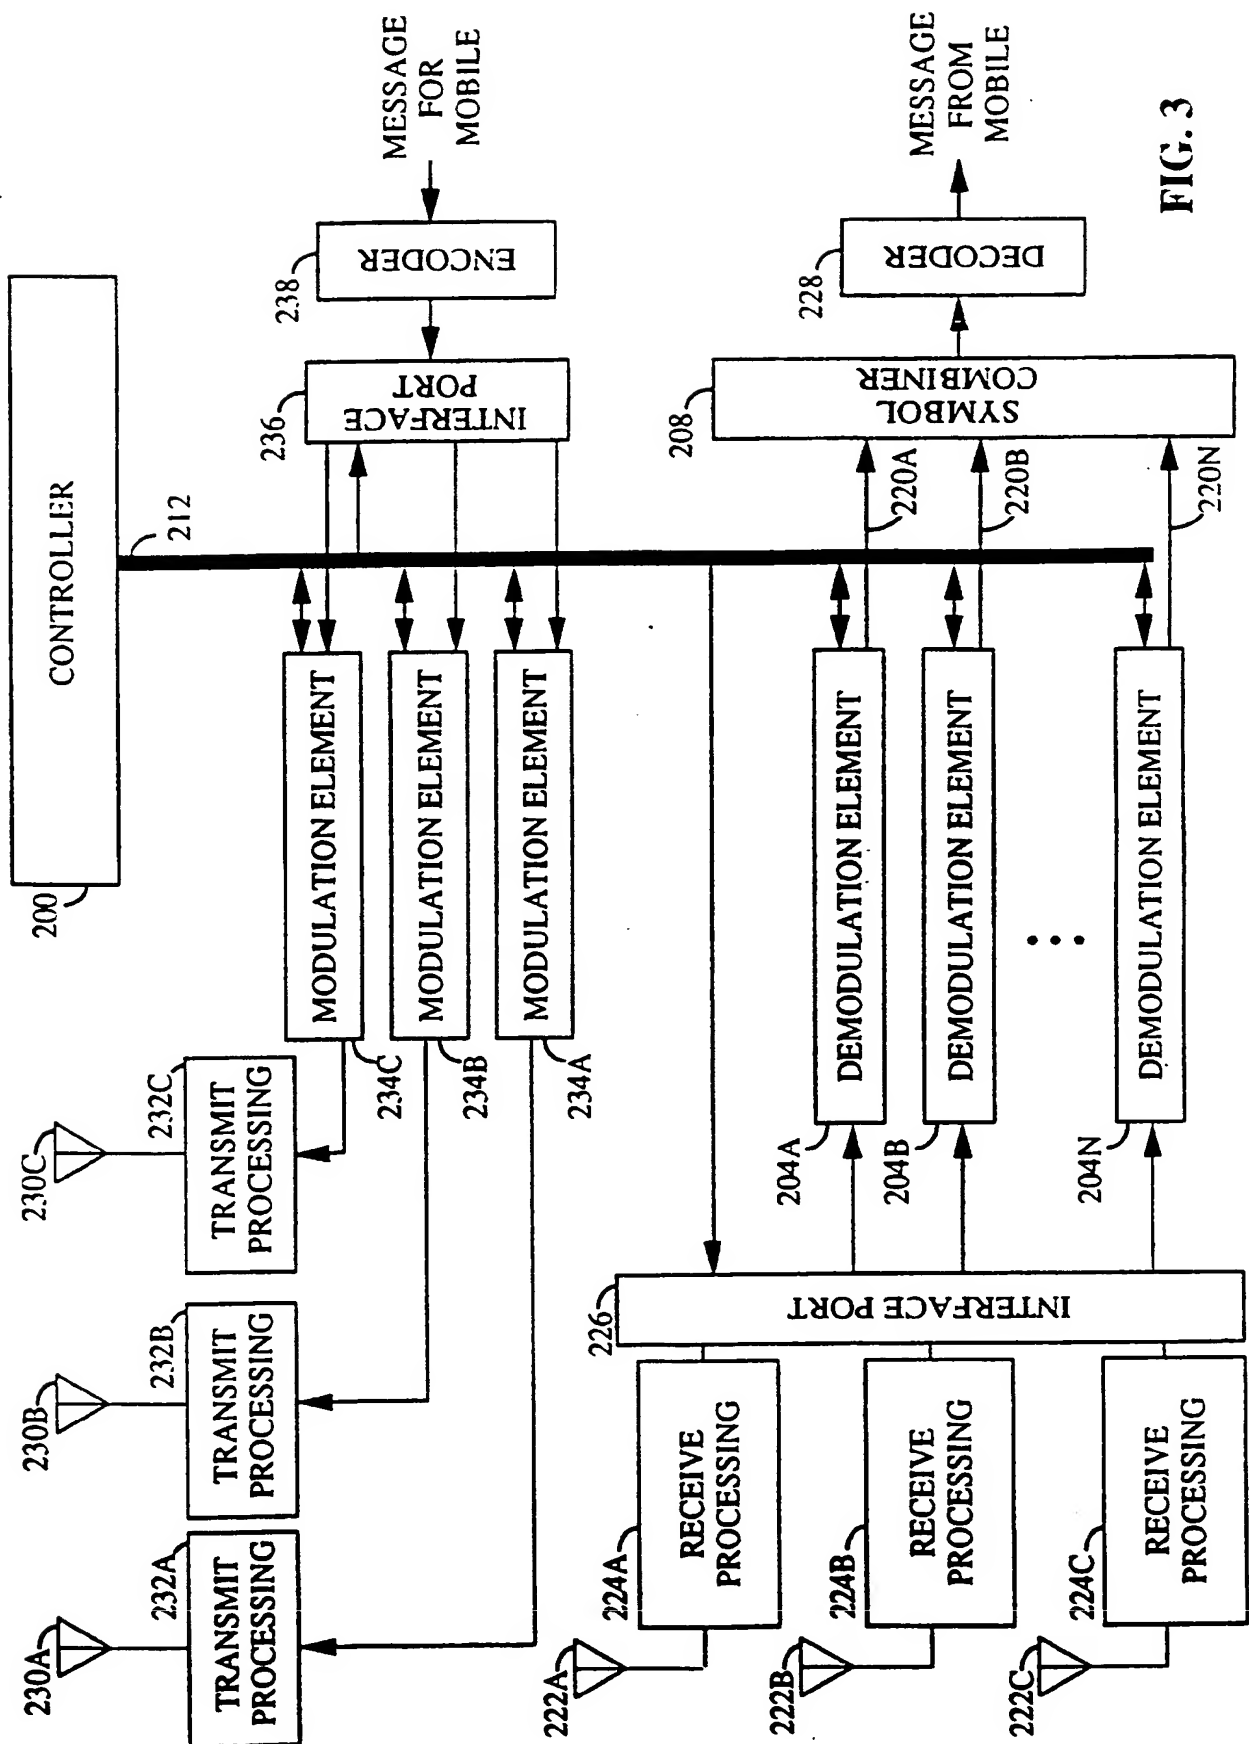 230A
230B
230C
200
CONTROLLER
232A
TRANSMIT
PROCESSING
232B
TRANSMIT
PROCESSING
232C
TRANSMIT
PROCESSING
212
234C
MODULATION ELEMENT
234B
MODULATION ELEMENT
234A
MODULATION ELEMENT
236
INTERFACE
PORT
238
ENCODER
MESSAGE
FOR
MOBILE
222A
224A
RECEIVE
PROCESSING
222B
224B
RECEIVE
PROCESSING
222C
224C
RECEIVE
PROCESSING
226
INTERFACE PORT
204A
DEMODULATION ELEMENT
204B
DEMODULATION ELEMENT
204N
DEMODULATION ELEMENT
220A
220B
220N
208
SYMBOL
COMBINER
228
DECODER
MESSAGE
FROM
MOBILE
FIG. 3